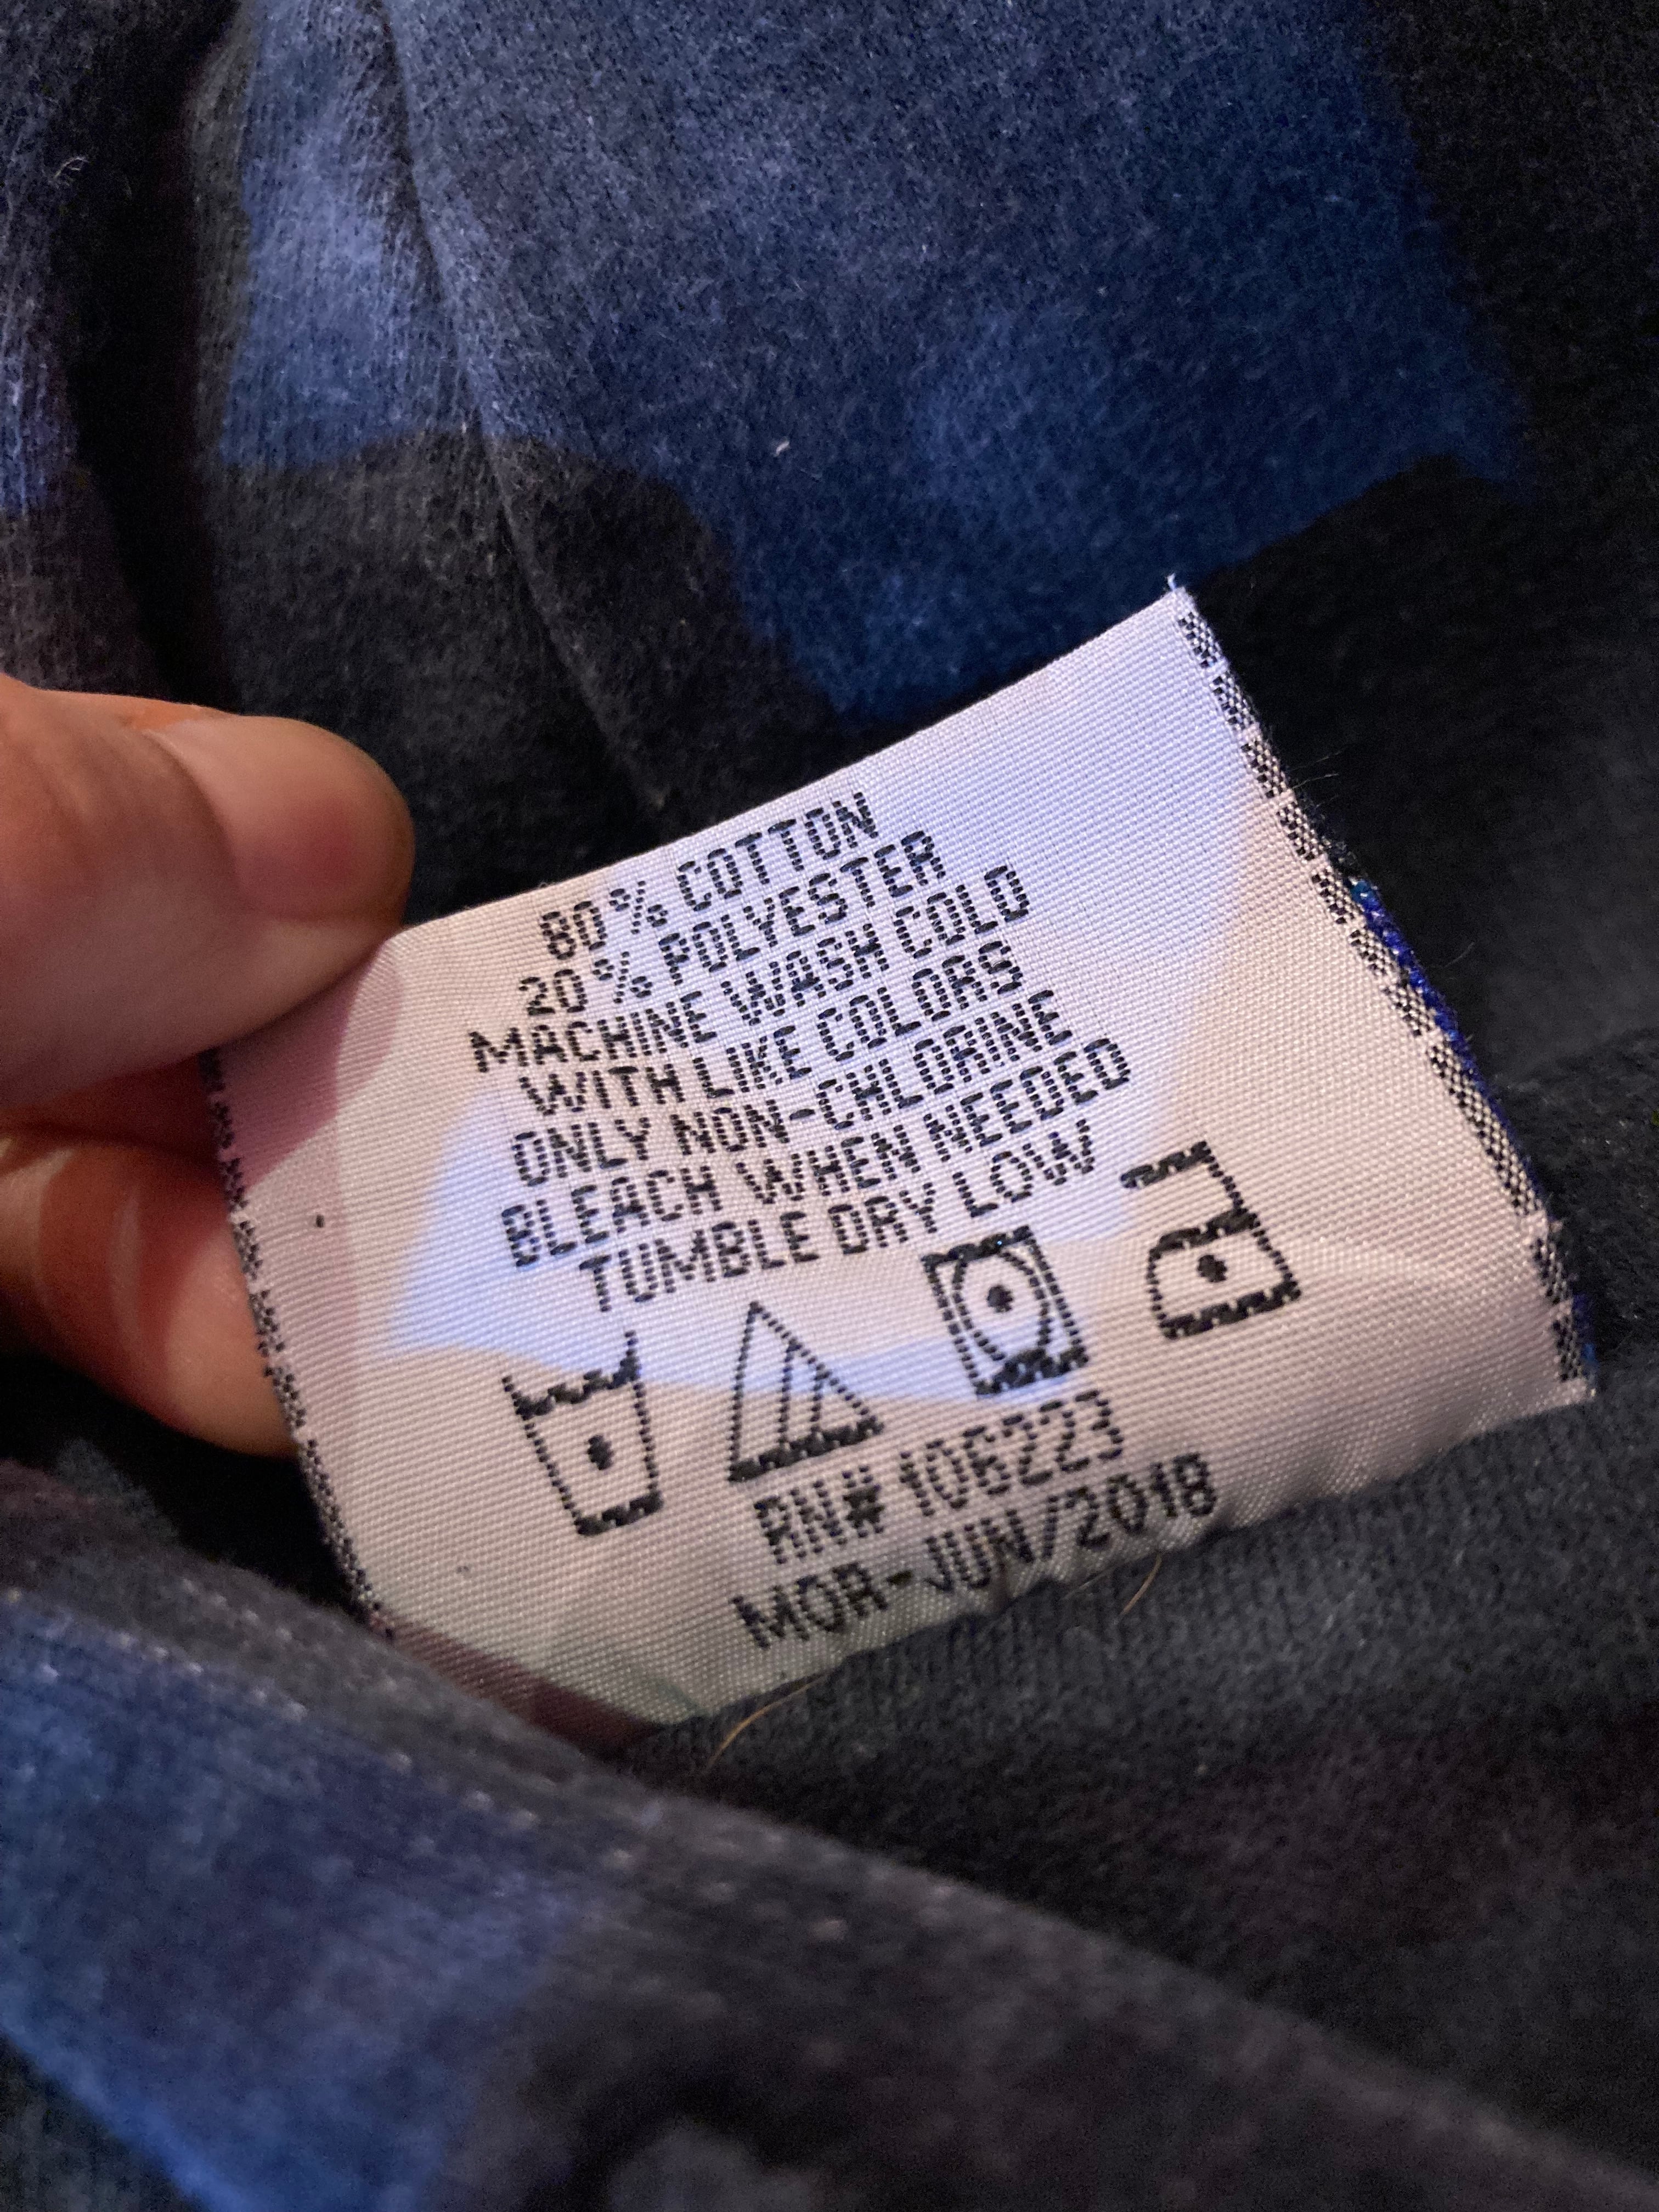 80% COTTON
20% POLYESTER
MACHINE WASH COLD
WITH LIKE COLORS
ONLY NON-CHLORINE
BLEACH WHEN NEEDED
TUMBLE DRY LOW
RN# 106223
MOR-JUN/2018